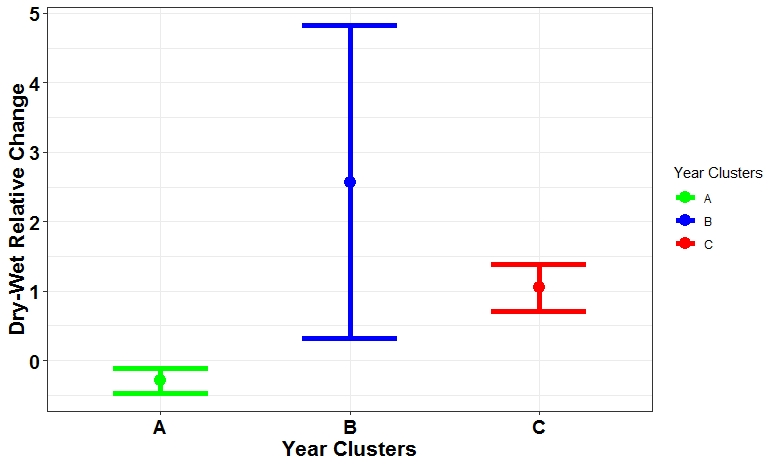 Dry-Wet Relative Change
5
4
3
2
1
0
A
B
C
Year Clusters
Year Clusters
A
B
C